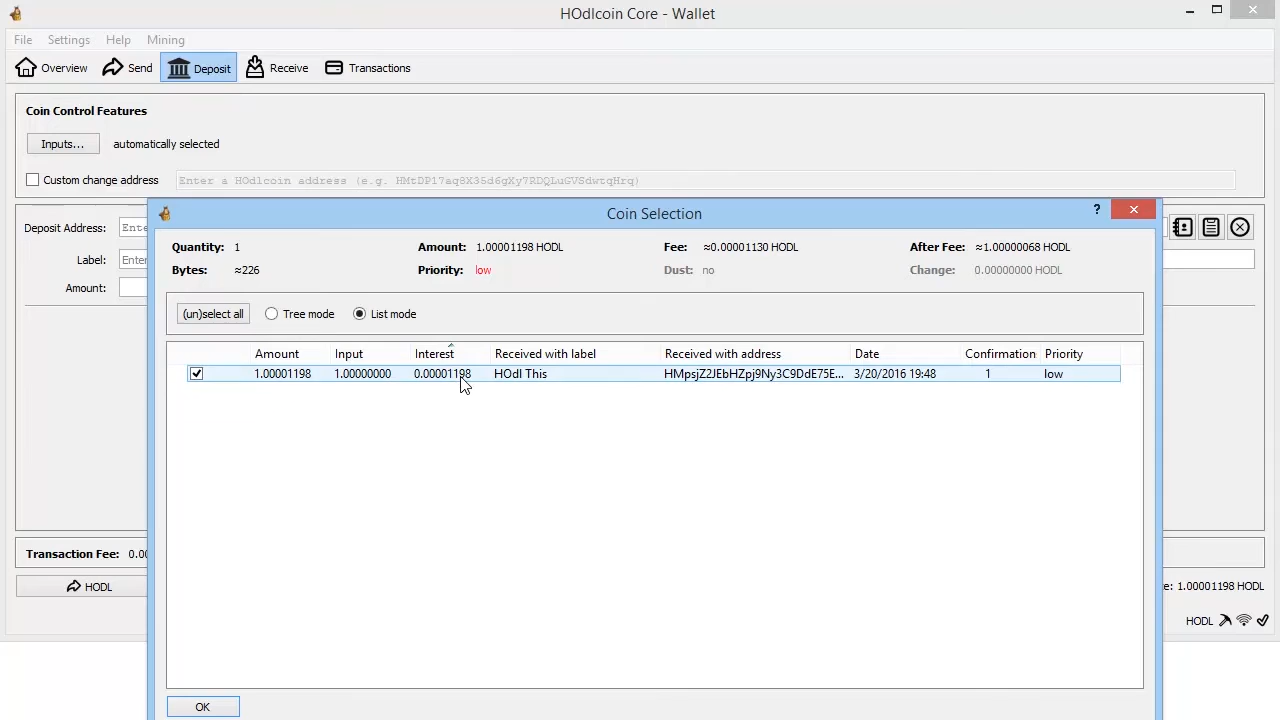 HOdlcoin Core - Wallet
File Settings Help Mining
Overview Send Deposit Receive Transactions
Coin Control Features
Inputs... automatically selected
Custom change address Enter a HOdlcoin address (e.g. HMtDP17aq8X35d6gXy7RDQLuGVSdwtqHrq)
Coin Selection
?
Deposit Address: Ente
Quantity: 1 Amount: 1.00001198 HODL Fee: ≈0.00001130 HODL After Fee: ≈1.00000068 HODL
Label: Enter
Bytes: ≈226 Priority: low Dust: no Change: 0.00000000 HODL
Amount:
(un)select all Tree mode List mode
Amount Input Interest Received with label Received with address Date Confirmation Priority
1.00001198 1.00000000 0.00001198 HOdl This HMpsjZ2JEbHZpj9Ny3C9DdE75E... 3/20/2016 19:48 1 low
Transaction Fee: 0.00
HODL e: 1.00001198 HODL
HODL
OK